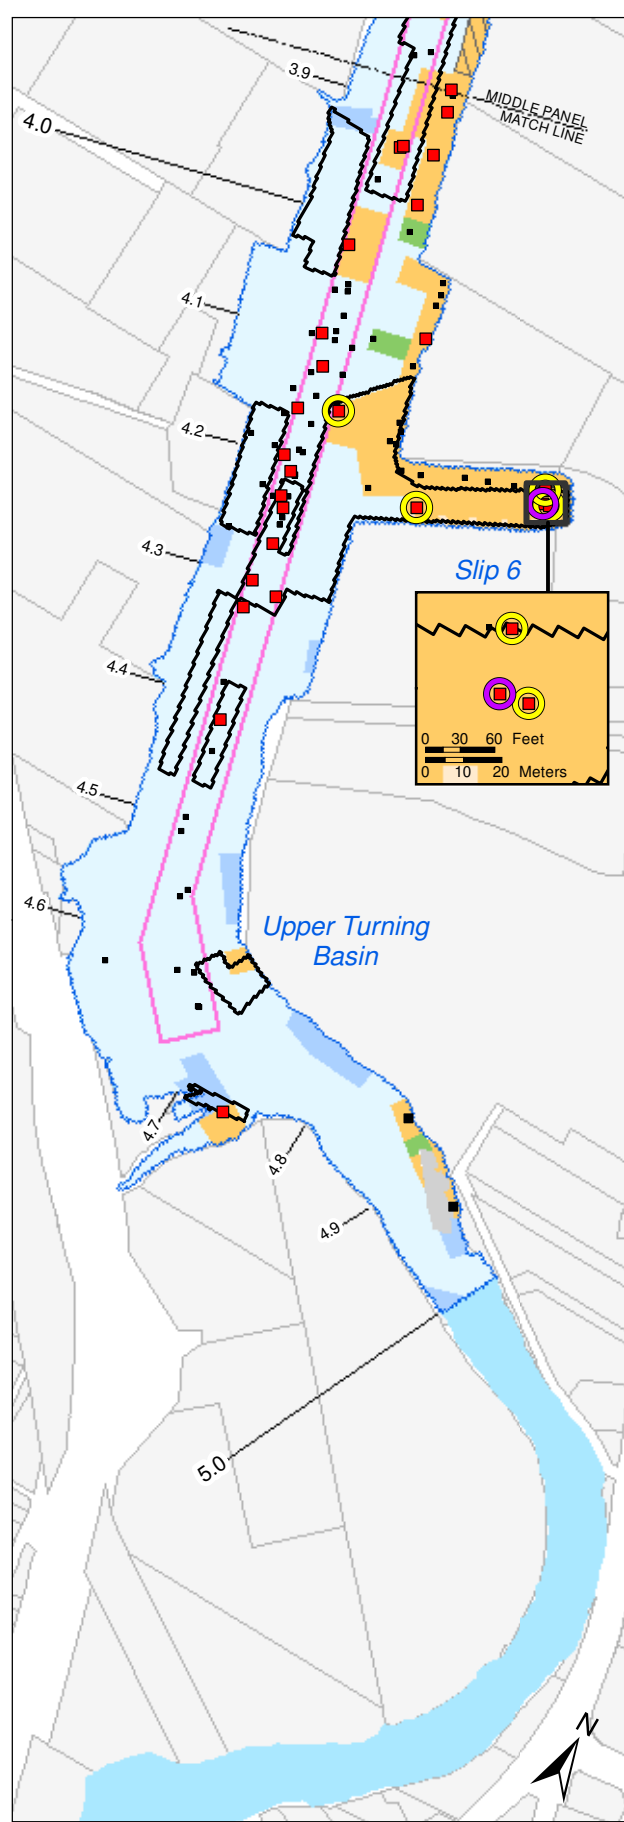 3.9
MIDDLE PANEL
MATCH LINE
4.0
4.1
4.2
4.3
Slip 6
4.4
0 30 60 Feet
0 10 20 Meters
4.5
4.6
Upper Turning
Basin
4.7
4.8
4.9
5.0
N